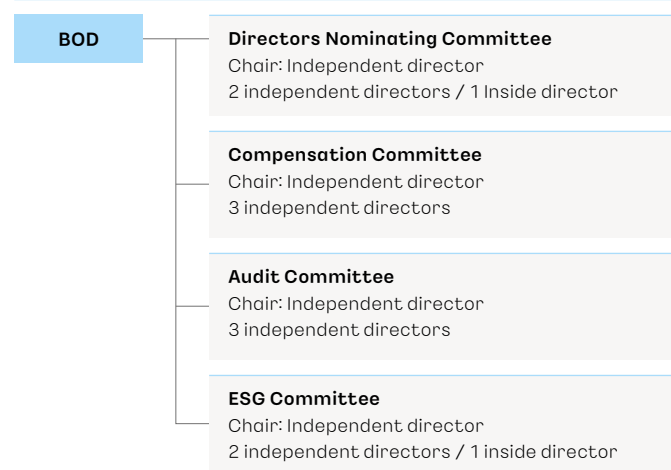 BOD
Directors Nominating Committee
Chair: Independent director
2 independent directors / 1 Inside director
Compensation Committee
Chair: Independent director
3 independent directors
Audit Committee
Chair: Independent director
3 independent directors
ESG Committee
Chair: Independent director
2 independent directors / 1 inside director